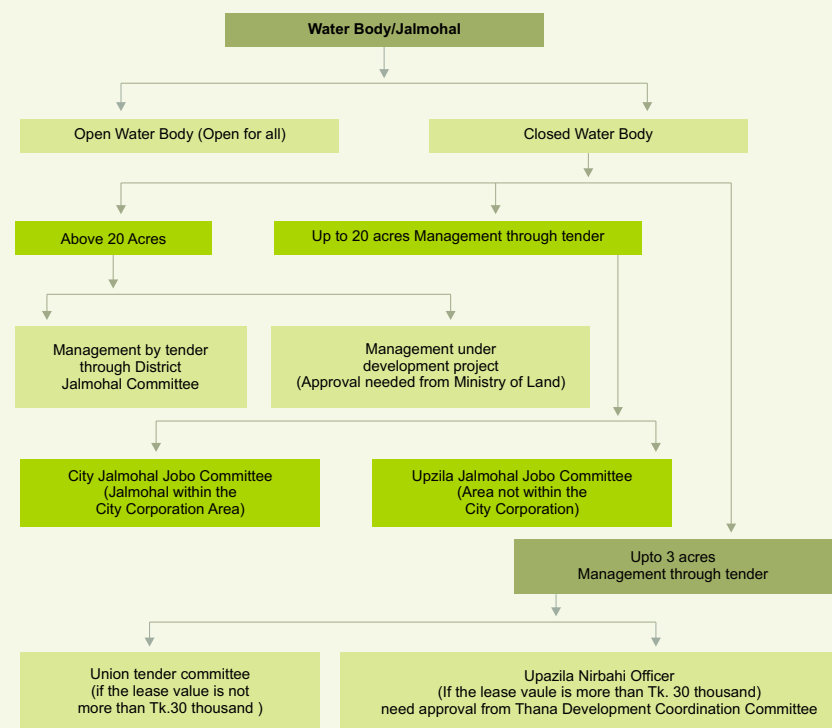 Water Body/Jalmohal
Open Water Body (Open for all)
Closed Water Body
Above 20 Acres
Up to 20 acres Management through tender
Management by tender
through District
Jalmohal Committee
Management under
development project
(Approval needed from Ministry of Land)
City Jalmohal Jobo Committee
(Jalmohal within the
City Corporation Area)
Upzila Jalmohal Jobo Committee
(Area not within the
City Corporation)
Upto 3 acres
Management through tender
Union tender committee
(if the lease value is not
more than Tk.30 thousand )
Upazila Nirbahi Officer
(If the lease vaule is more than Tk. 30 thousand)
need approval from Thana Development Coordination Committee